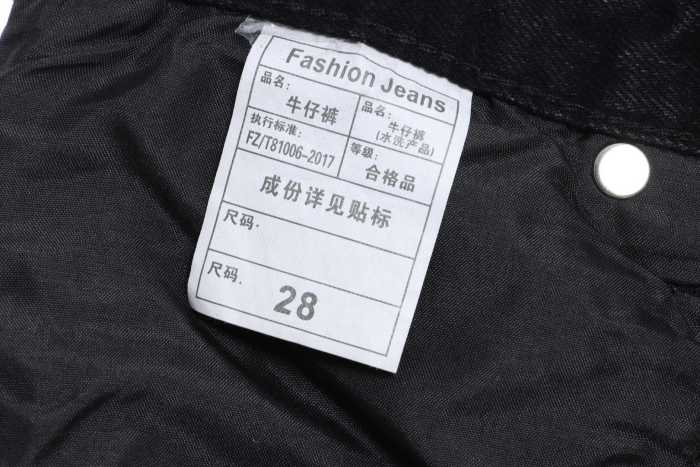 Fashion Jeans
品名:
牛仔裤
品名:
牛仔裤
(水洗产品)
执行标准:
FZ/T81006-2017
等级:
合格品
成份详见贴标
尺码:
尺码.
28